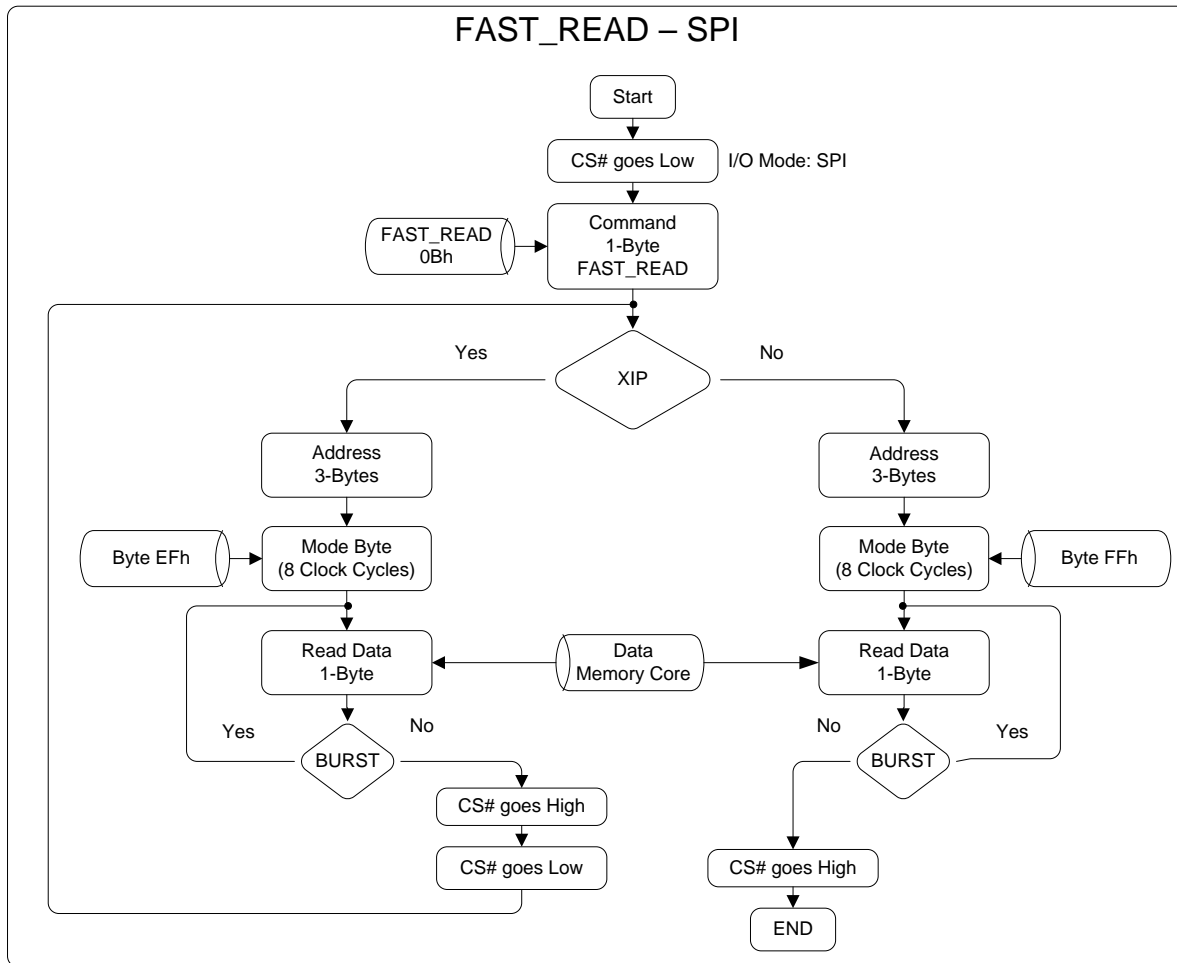 FAST_READ – SPI
Start
CS# goes Low
I/O Mode: SPI
FAST_READ
0Bh
Command
1-Byte
FAST_READ
Yes
No
XIP
Address
3-Bytes
Address
3-Bytes
Byte EFh
Mode Byte
(8 Clock Cycles)
Mode Byte
(8 Clock Cycles)
Byte FFh
Read Data
1-Byte
Data
Memory Core
Read Data
1-Byte
Yes
No
BURST
No
Yes
BURST
CS# goes High
CS# goes Low
CS# goes High
END